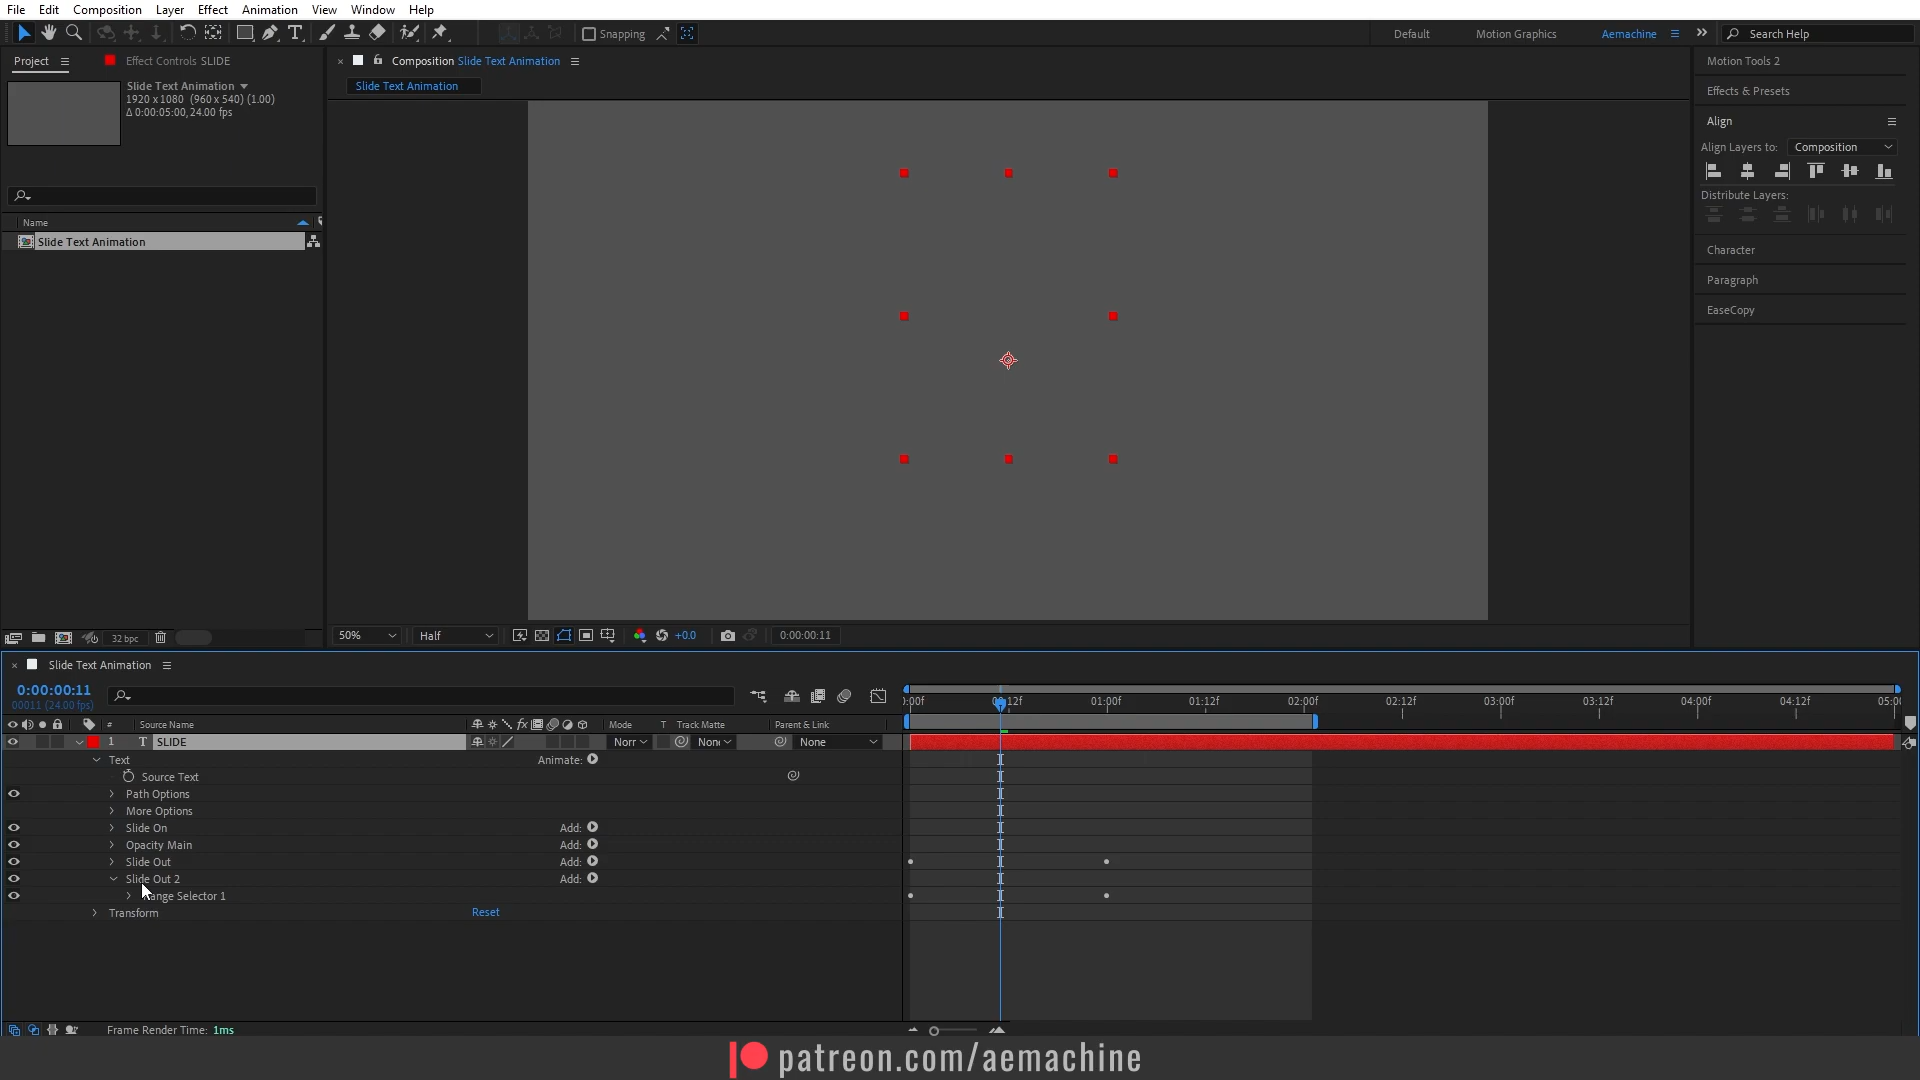 File Edit Composition Layer Effect Animation View Window Help
Snapping Default Motion Graphics Aemachine Search Help
Project Effect Controls SLIDE
Composition Slide Text Animation
Slide Text Animation
Slide Text Animation
1920 x 1080 (960 x 540) (1.00)
Δ 0:00:05:00, 24.00 fps
Name
Slide Text Animation
32 bpc
50% Half +0.0 0:00:00:11
Motion Tools 2
Effects & Presets
Align
Align Layers to: Composition
Distribute Layers:
Character
Paragraph
EaseCopy
Slide Text Animation
0:00:00:11
00011 (24.00 fps)
:00f 12f 01:00f 01:12f 02:00f 02:12f 03:00f 03:12f 04:00f 04:12f 05:00
# Source Name fx Mode T Track Matte Parent & Link
1 T SLIDE Norr None None
Text Animate:
Source Text
Path Options
More Options
Slide On Add:
Opacity Main Add:
Slide Out Add:
Slide Out 2 Add:
ange Selector 1
Transform Reset
Frame Render Time: 1ms
patreon.com/aemachine